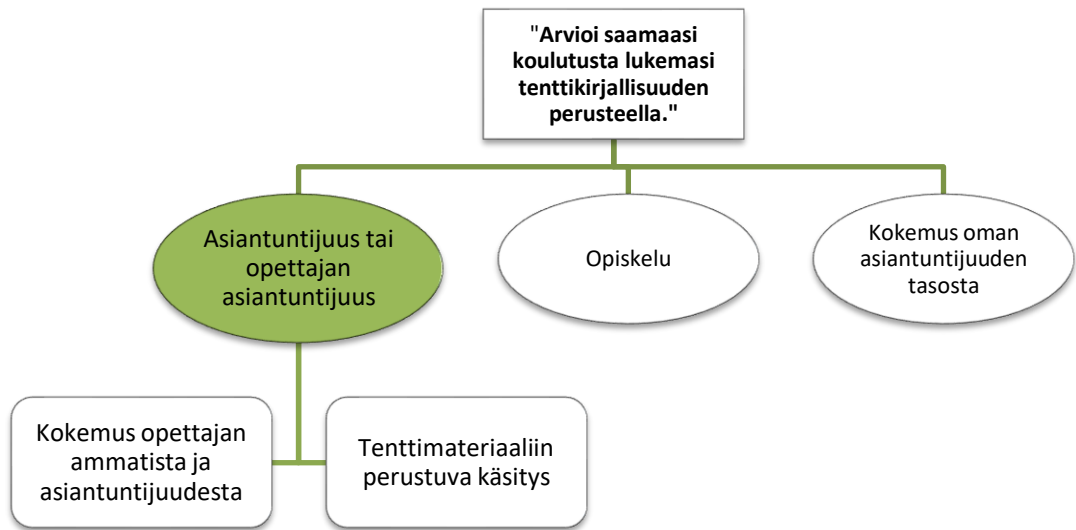 "Arvioi saamaasi
koulutusta lukemasi
tenttikirjallisuuden
perusteella."
Asiantuntijuus tai
opettajan
asiantuntijuus
Opiskelu
Kokemus oman
asiantuntijuuden
tasosta
Kokemus opettajan
ammatista ja
asiantuntijuudesta
Tenttimateriaaliin
perustuva käsitys